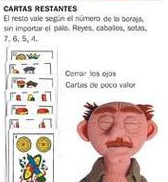 CARTAS RESTANTES
El resto vale según el número de la baraja,
sin importar el palo. Reyes, caballos, sotas,
7, 6, 5, 4.
Cerrar los ojos
Cartas de poco valor